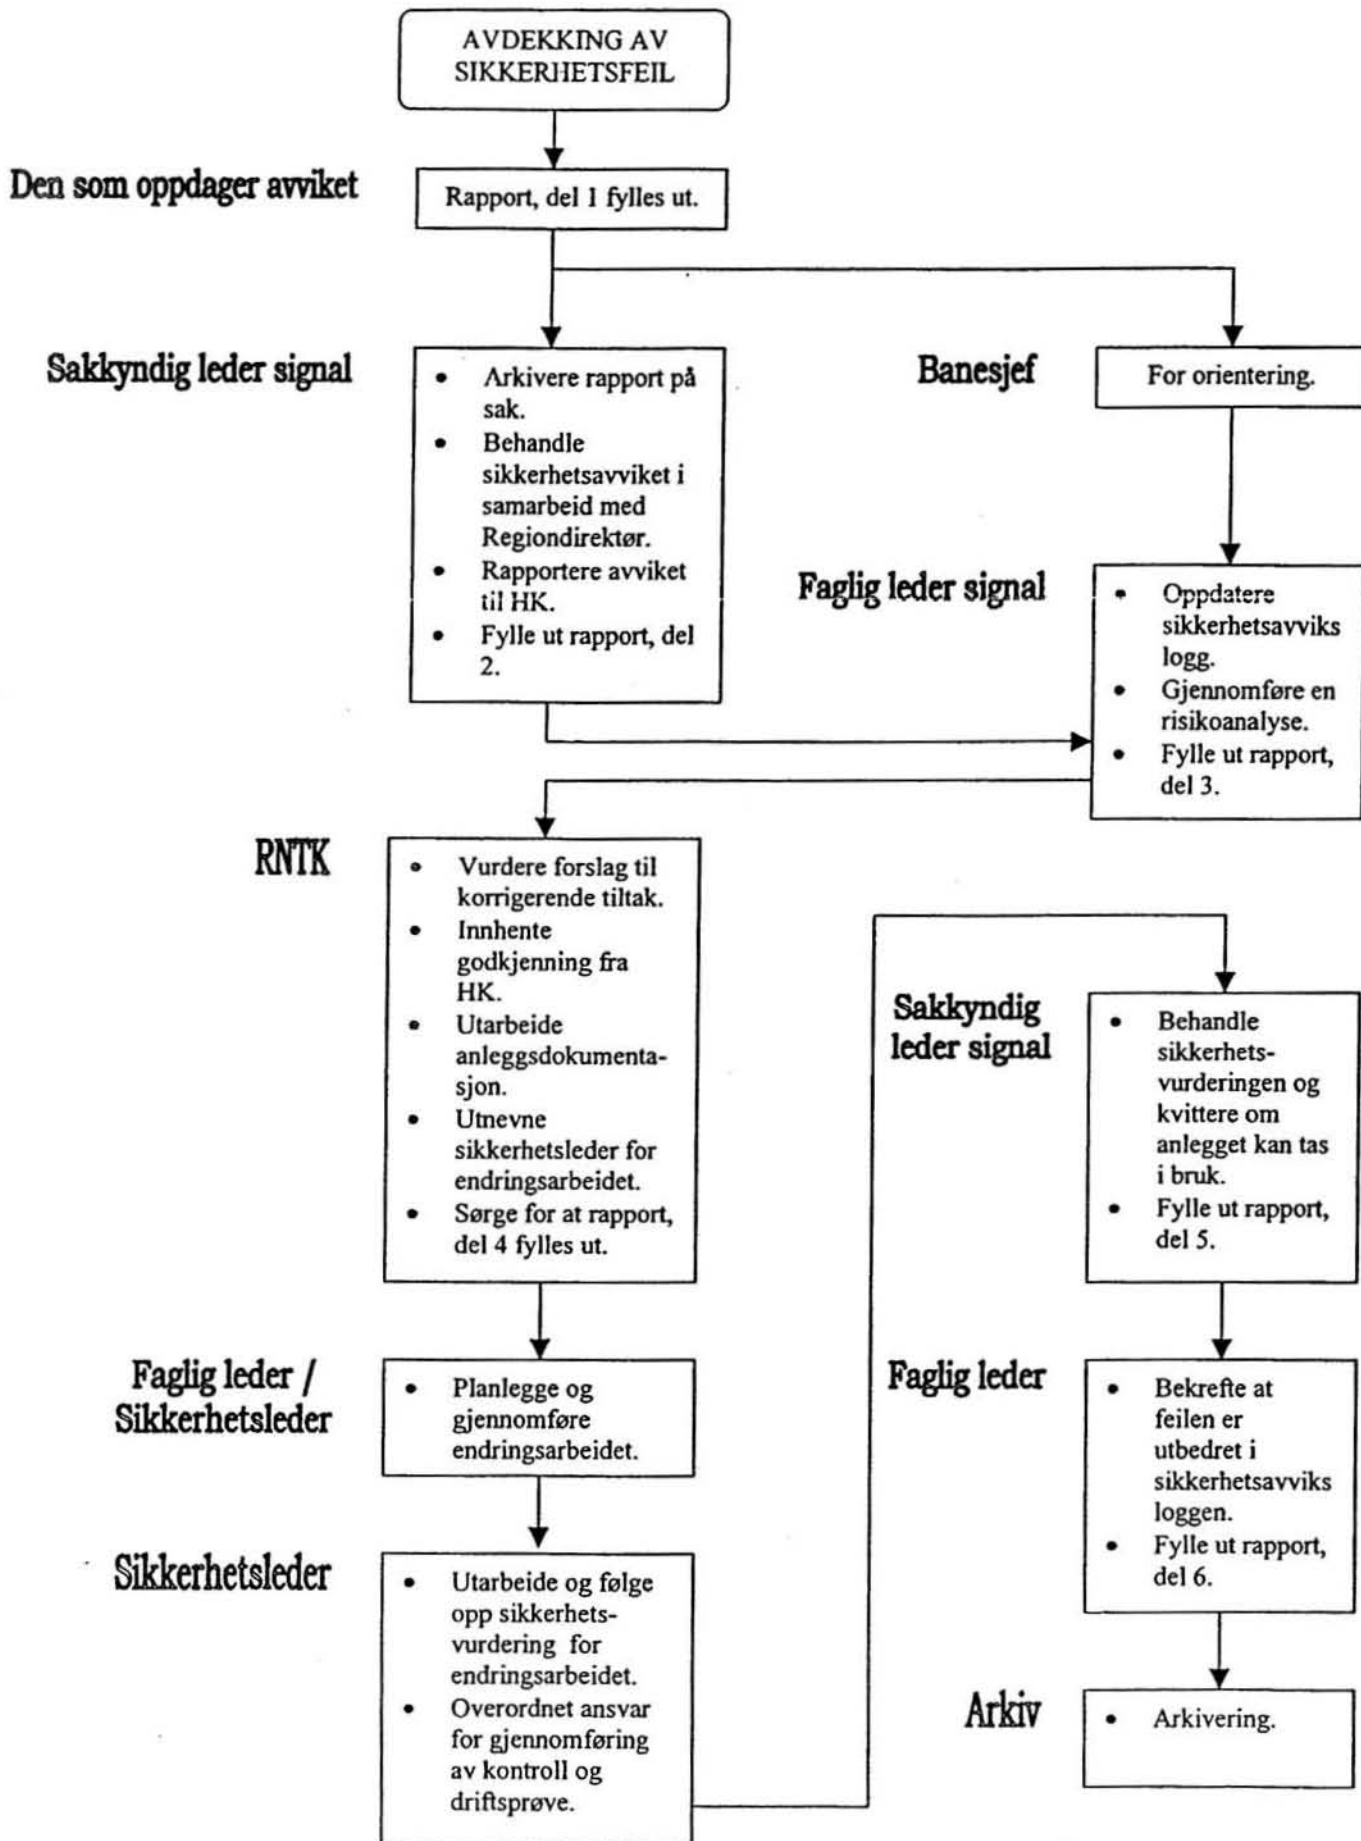 AVDEKKING AV
SIKKERHETSFEIL
Den som oppdager avviket
Rapport, del 1 fylles ut.
Sakkyndig leder signal
• Arkivere rapport på
sak.
• Behandle
sikkerhetsavviket i
samarbeid med
Regiondirektør.
• Rapportere avviket
til HK.
• Fylle ut rapport, del
2.
Banesjef
For orientering.
Faglig leder signal
• Oppdatere
sikkerhetsavviks
logg.
• Gjennomføre en
risikoanalyse.
• Fylle ut rapport,
del 3.
RNTK
• Vurdere forslag til
korrigerende tiltak.
• Innhente
godkjenning fra
HK.
• Utarbeide
anleggsdokumenta-
sjon.
• Utnevne
sikkerhetsleder for
endringsarbeidet.
• Sørge for at rapport,
del 4 fylles ut.
Faglig leder /
Sikkerhetsleder
• Planlegge og
gjennomføre
endringsarbeidet.
Sikkerhetsleder
• Utarbeide og følge
opp sikkerhets-
vurdering for
endringsarbeidet.
• Overordnet ansvar
for gjennomføring
av kontroll og
driftsprøve.
Sakkyndig
leder signal
• Behandle
sikkerhets-
vurderingen og
kvittere om
anlegget kan tas
i bruk.
• Fylle ut rapport,
del 5.
Faglig leder
• Bekrefte at
feilen er
utbedret i
sikkerhetsavviks
loggen.
• Fylle ut rapport,
del 6.
Arkiv
• Arkivering.